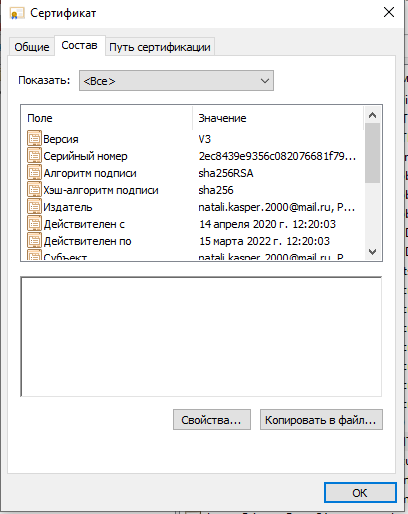 Сертификат
Общие Состав Путь сертификации
Показать: <Все>
Поле Значение
Версия V3
Серийный номер 2ec8439e9356c082076681f79...
Алгоритм подписи sha256RSA
Хэш-алгоритм подписи sha256
Издатель natali.kasper.2000@mail.ru, P...
Действителен с 14 апреля 2020 г. 12:20:03
Действителен по 15 марта 2022 г. 12:20:03
Субъект natali.kasper.2000@mail.ru, P...
Свойства... Копировать в файл...
OK